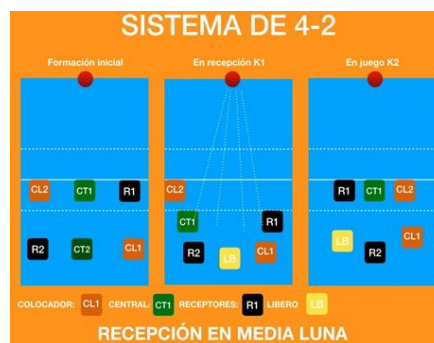 SISTEMA DE 4-2
Formación inicial En recepción K1 En juego K2
CL2 CT1 R1
R2 CT2 CL1
CL2
CT1 R1
R2 LB CL1
R1 CT1 CL2
LB R2 CL1
COLOCADOR: CL1 CENTRAL: CT1 RECEPTORES: R1 LIBERO LB
RECEPCIÓN EN MEDIA LUNA